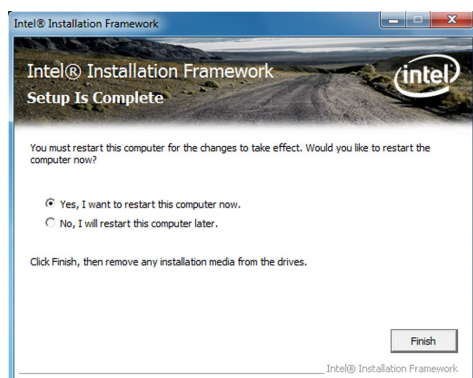 Intel® Installation Framework
Intel® Installation Framework
(intel)
Setup Is Complete
You must restart this computer for the changes to take effect. Would you like to restart the
computer now?
Yes, I want to restart this computer now.
No, I will restart this computer later.
Click Finish, then remove any installation media from the drives.
Finish
Intel® Installation Framework